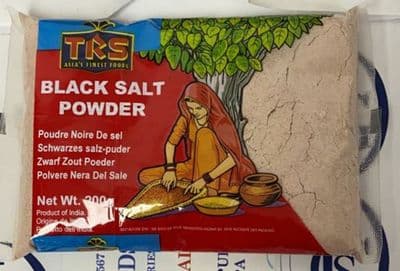 TRS
ASIA'S FINEST FOODS
BLACK SALT
POWDER
Poudre Noire De sel
Schwarzes salz-puder
Zwarf Zout Poeder
Polvere Nera Del Sale
Net Wt. 200g
Product of India.